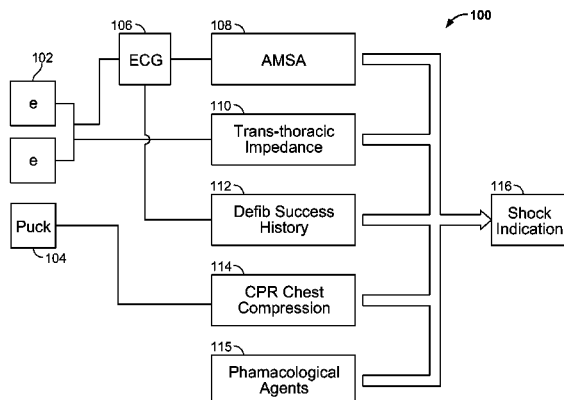 100
102
e
e
106
ECG
108
AMSA
110
Trans-thoracic
Impedance
112
Defib Success
History
Puck
104
114
CPR Chest
Compression
115
Phamacological
Agents
116
Shock
Indication